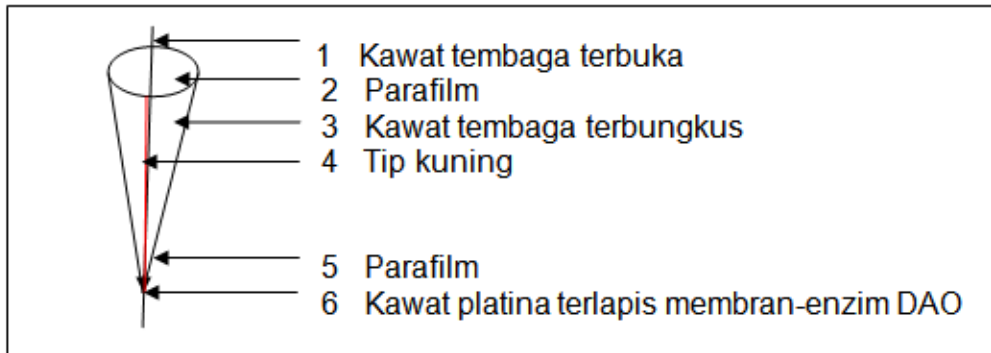 1 Kawat tembaga terbuka
2 Parafilm
3 Kawat tembaga terbungkus
4 Tip kuning
5 Parafilm
6 Kawat platina terlapis membran-enzim DAO